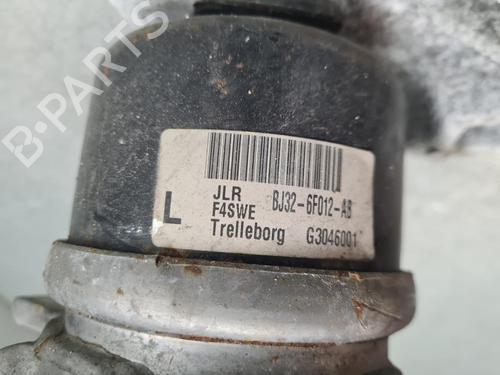 B-PARTS
L JLR BJ32-6F012-AB
F4SWE
Trelleborg G3046001